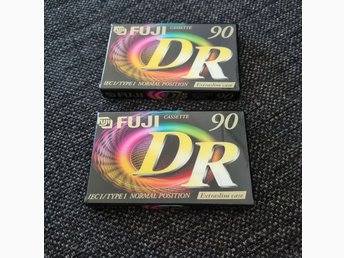 FUJI CASSETTE 90
DR
IEC I/TYPE I NORMAL POSITION
Extraslim case
FUJI
FUJI CASSETTE 90
DR
IEC I/TYPE I NORMAL POSITION
Extraslim case